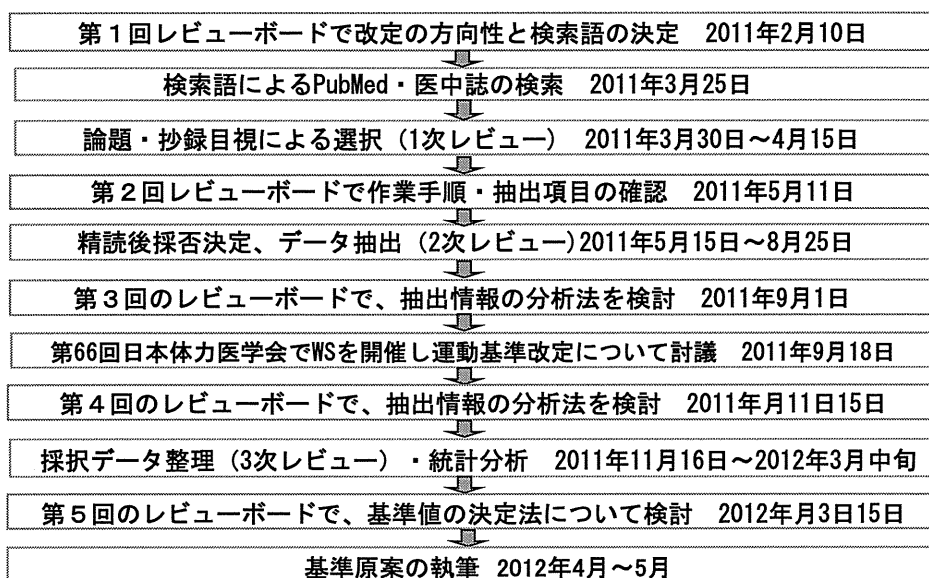 第１回レビューボードで改定の方向性と検索語の決定　2011年2月10日
検索語によるPubMed・医中誌の検索　2011年3月25日
論題・抄録目視による選択（1次レビュー）　2011年3月30日～4月15日
第２回レビューボードで作業手順・抽出項目の確認　2011年5月11日
精読後採否決定、データ抽出（2次レビュー)2011年5月15日～8月25日
第３回のレビューボードで、抽出情報の分析法を検討　2011年9月1日
第66回日本体力医学会でWSを開催し運動基準改定について討議　2011年9月18日
第４回のレビューボードで、抽出情報の分析法を検討　2011年月11日15日
採択データ整理（3次レビュー）・統計分析　2011年11月16日～2012年3月中旬
第５回のレビューボードで、基準値の決定法について検討　2012年月3日15日
基準原案の執筆 2012年4月～5月